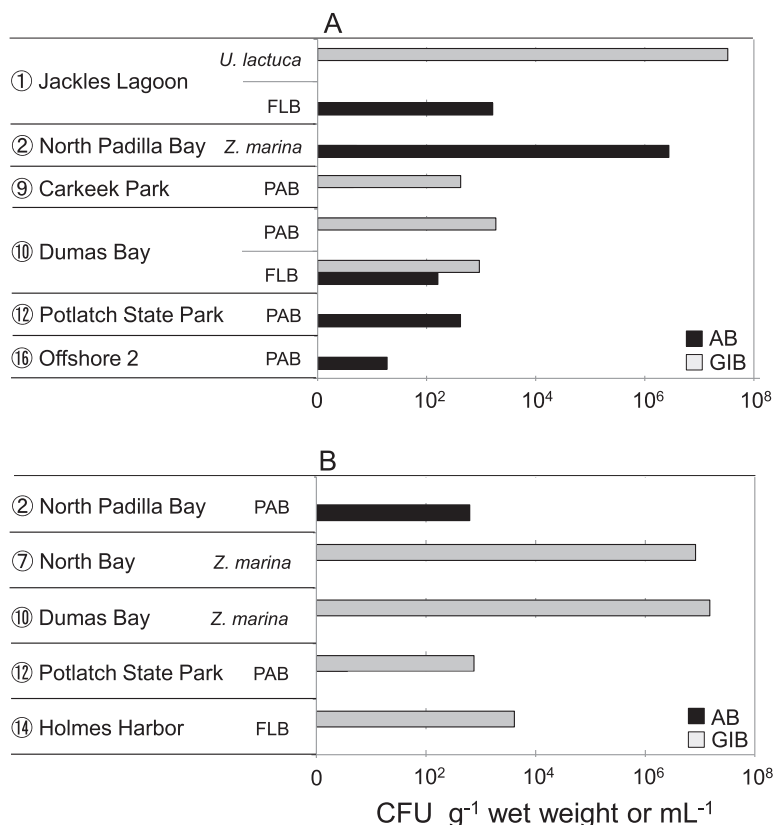 A
① Jackles Lagoon
U. lactuca
FLB
② North Padilla Bay Z. marina
⑨ Carkeek Park PAB
⑩ Dumas Bay
PAB
FLB
⑫ Potlatch State Park PAB
⑯ Offshore 2 PAB
AB
GIB
0 10² 10⁴ 10⁶ 10⁸
B
② North Padilla Bay PAB
⑦ North Bay Z. marina
⑩ Dumas Bay Z. marina
⑫ Potlatch State Park PAB
⑭ Holmes Harbor FLB
AB
GIB
0 10² 10⁴ 10⁶ 10⁸
CFU g⁻¹ wet weight or mL⁻¹